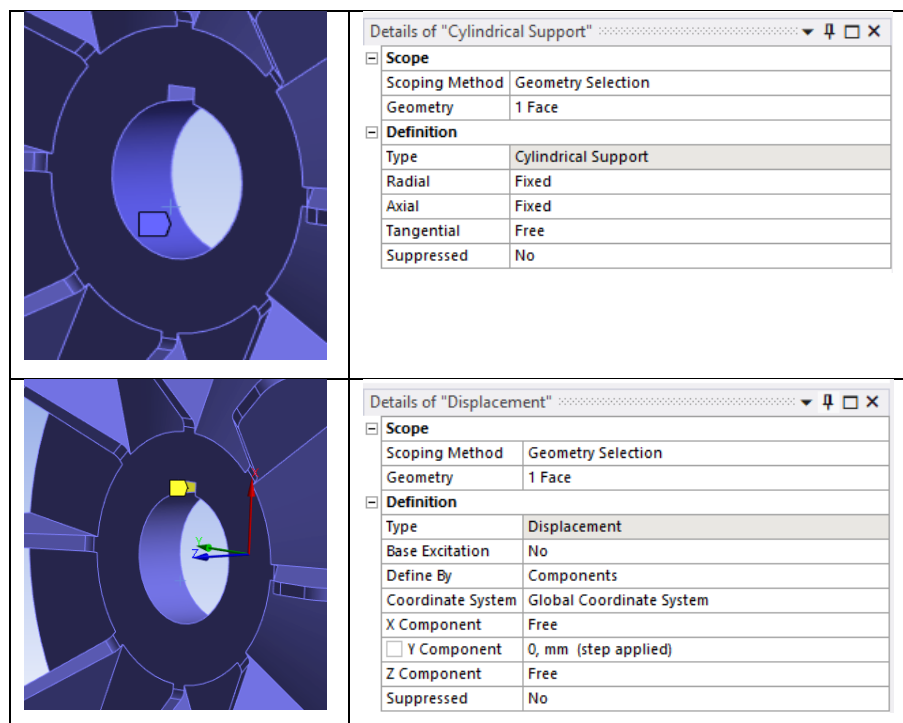 Details of "Cylindrical Support"
Scope
Scoping Method Geometry Selection
Geometry 1 Face
Definition
Type Cylindrical Support
Radial Fixed
Axial Fixed
Tangential Free
Suppressed No
Details of "Displacement"
Scope
Scoping Method Geometry Selection
Geometry 1 Face
Definition
Type Displacement
Base Excitation No
Define By Components
Coordinate System Global Coordinate System
X Component Free
Y Component 0, mm (step applied)
Z Component Free
Suppressed No
Y
Z